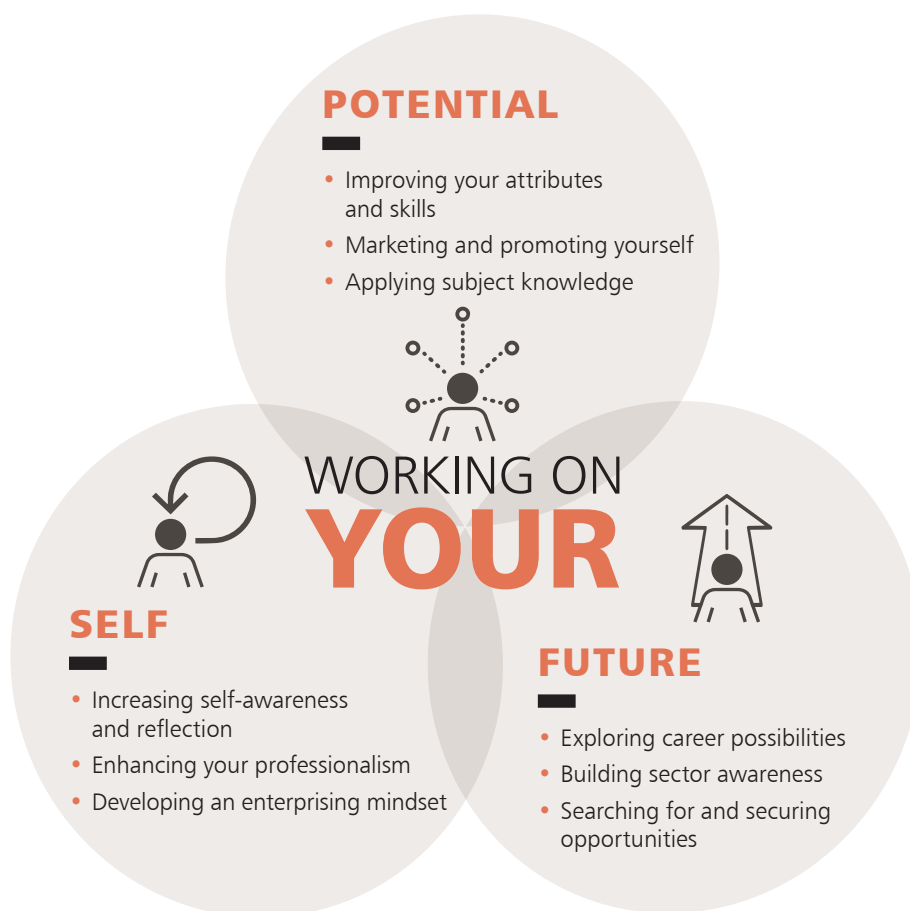 POTENTIAL
• Improving your attributes
and skills
• Marketing and promoting yourself
• Applying subject knowledge
WORKING ON
YOUR
SELF
• Increasing self-awareness
and reflection
• Enhancing your professionalism
• Developing an enterprising mindset
FUTURE
• Exploring career possibilities
• Building sector awareness
• Searching for and securing
opportunities